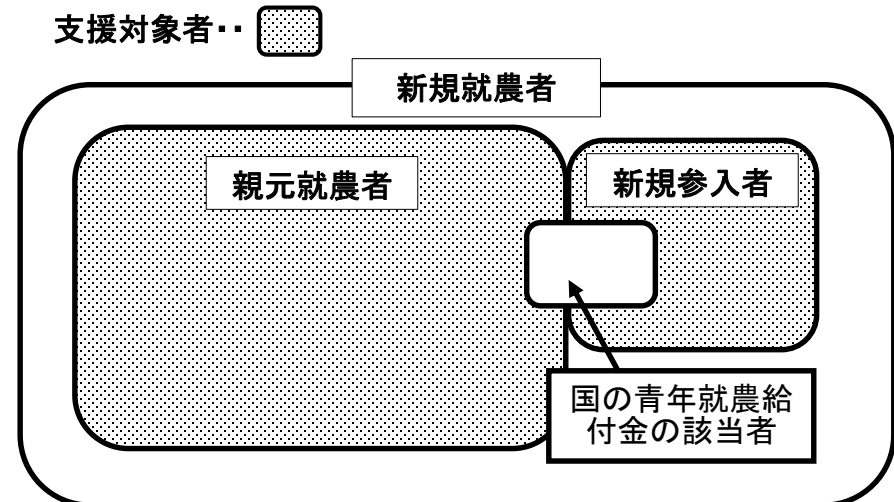 支援対象者・・
新規就農者
親元就農者
新規参入者
国の青年就農給
付金の該当者